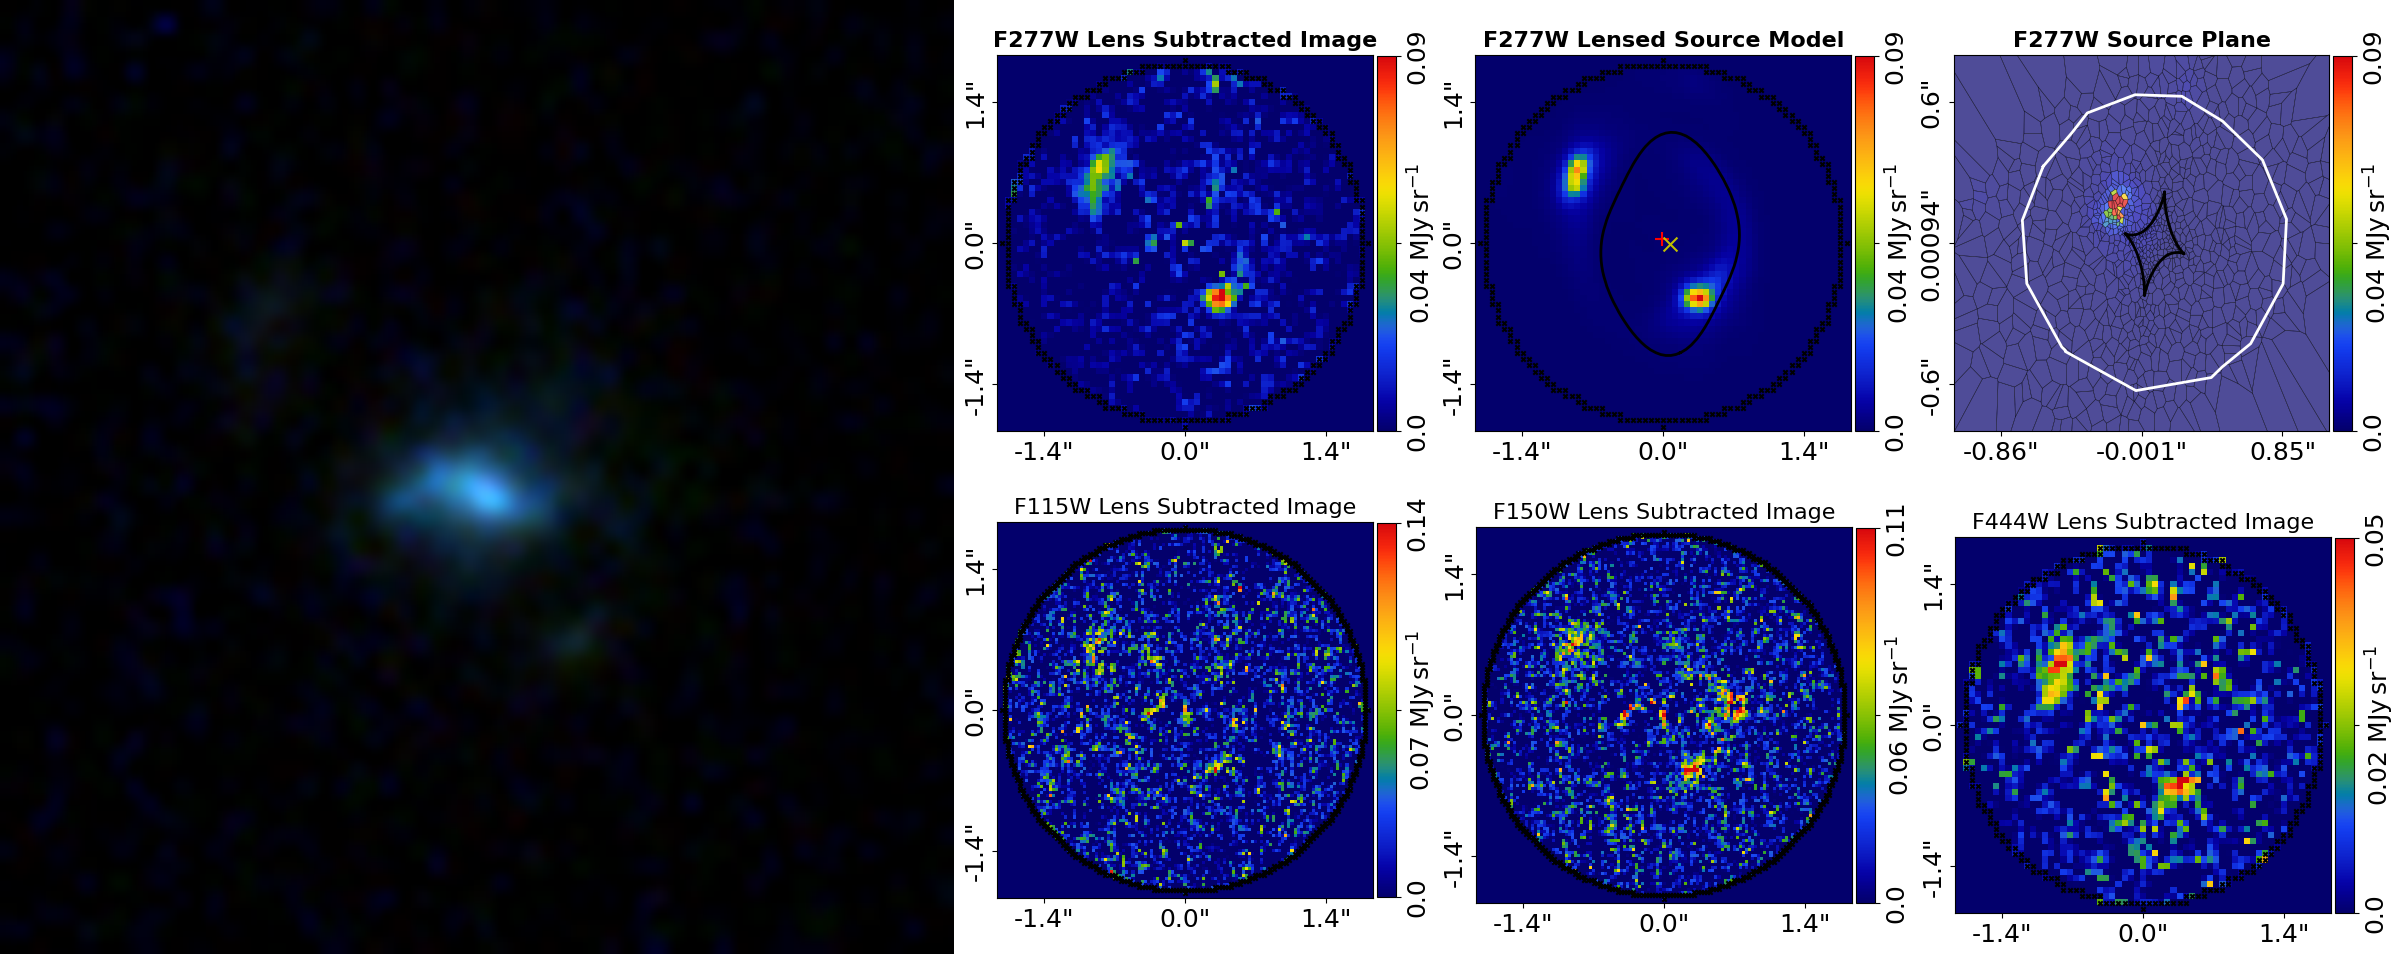 F277W Lens Subtracted Image
1.4"
0.0"
-1.4"
-1.4" 0.0" 1.4"
0.09
0.04 MJy sr⁻¹
0.0
F277W Lensed Source Model
1.4"
0.0"
-1.4"
-1.4" 0.0" 1.4"
0.09
0.04 MJy sr⁻¹
0.0
F277W Source Plane
0.6"
0.00094"
-0.6"
-0.86" -0.001" 0.85"
0.09
0.04 MJy sr⁻¹
0.0
F115W Lens Subtracted Image
1.4"
0.0"
-1.4"
-1.4" 0.0" 1.4"
0.14
0.07 MJy sr⁻¹
0.0
F150W Lens Subtracted Image
1.4"
0.0"
-1.4"
-1.4" 0.0" 1.4"
0.11
0.06 MJy sr⁻¹
0.0
F444W Lens Subtracted Image
1.4"
0.0"
-1.4"
-1.4" 0.0" 1.4"
0.05
0.02 MJy sr⁻¹
0.0